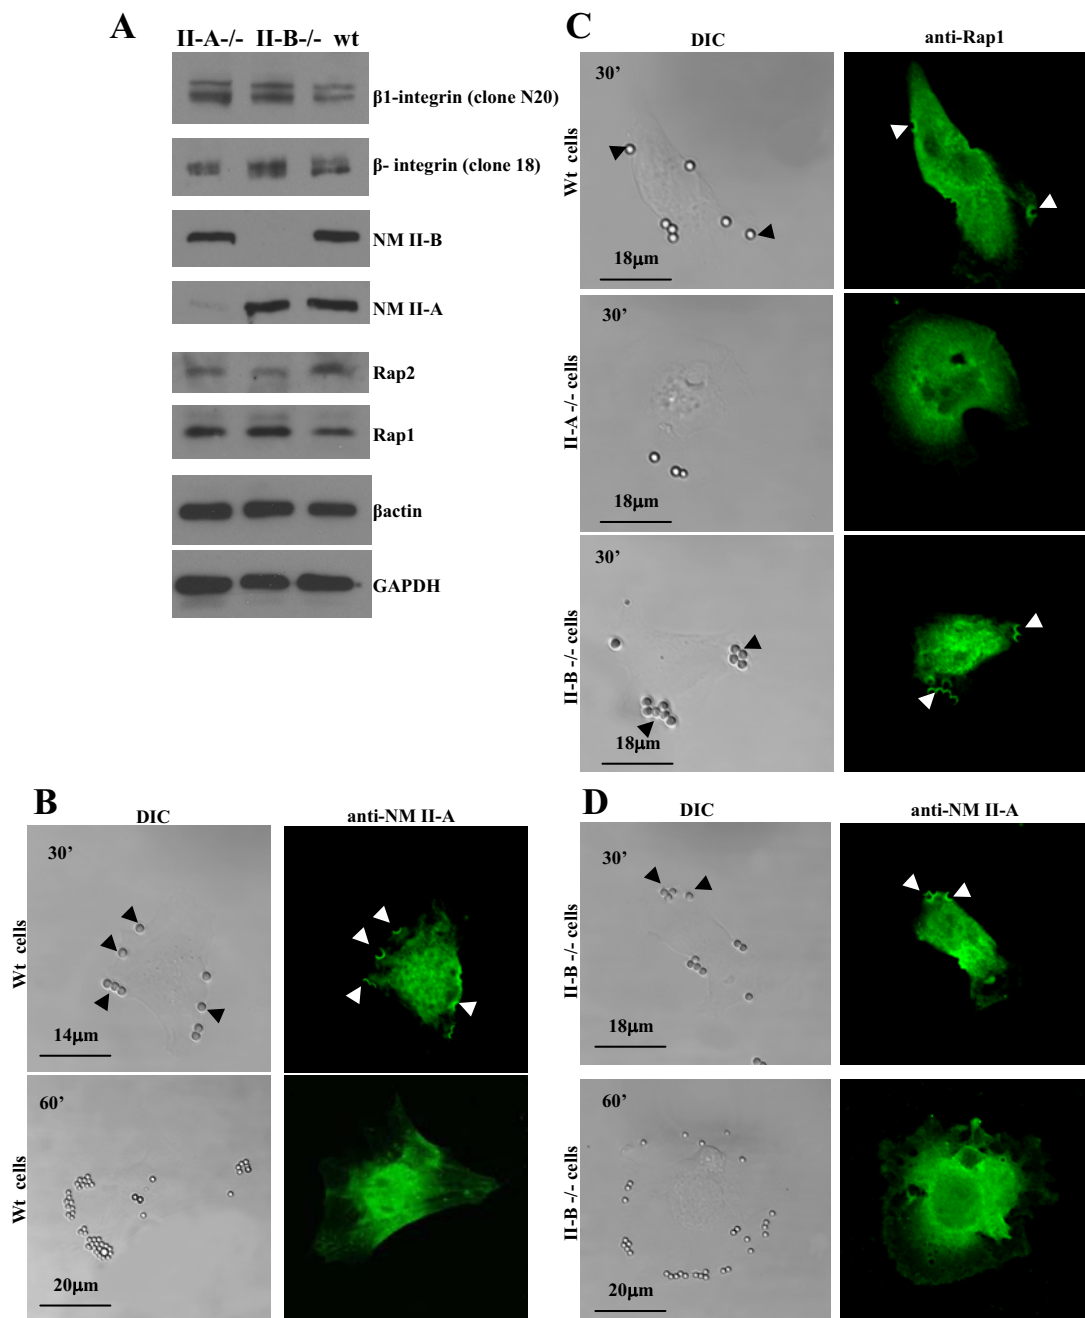 A
II-A-/- II-B-/- wt
β1-integrin (clone N20)
β- integrin (clone 18)
NM II-B
NM II-A
Rap2
Rap1
βactin
GAPDH
C
DIC
anti-Rap1
Wt cells
30’
18μm
II-A -/- cells
30’
18μm
II-B -/- cells
30’
18μm
B
DIC
anti-NM II-A
Wt cells
30’
14μm
Wt cells
60’
20μm
D
DIC
anti-NM II-A
II-B -/- cells
30’
18μm
II-B -/- cells
60’
20μm